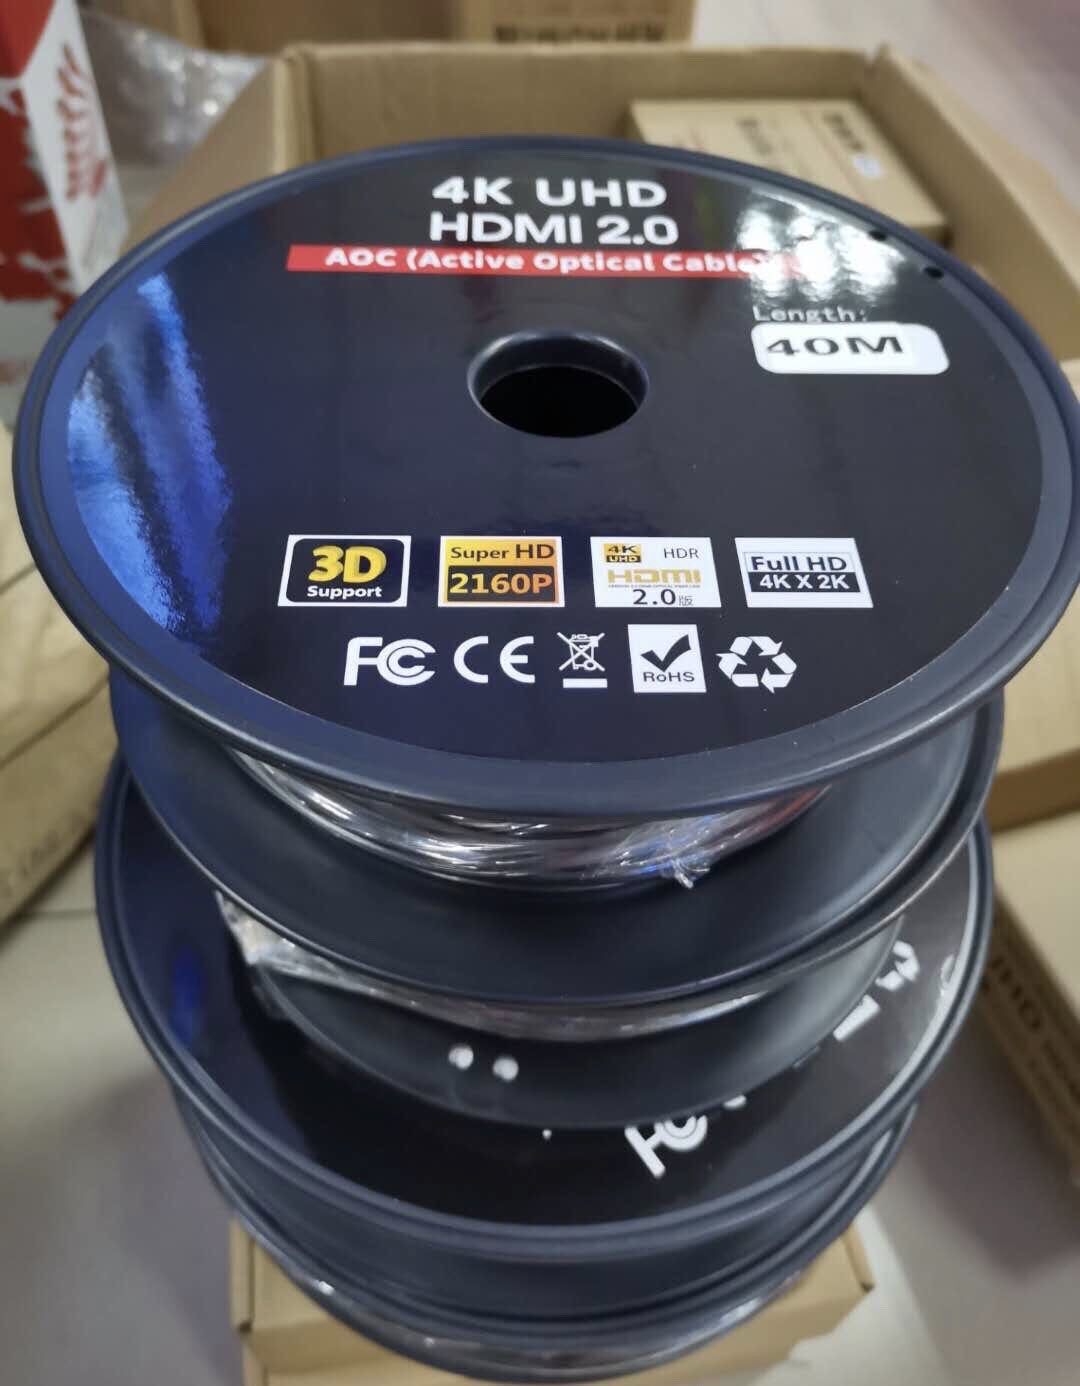 4K UHD
HDMI 2.0
AOC (Active Optical Cable)
Length:
40M
3D
Support
Super HD
2160P
4K
UHD
HDR
HDMI
2.0版
Full HD
4K X 2K
FC CE
RoHS
FC